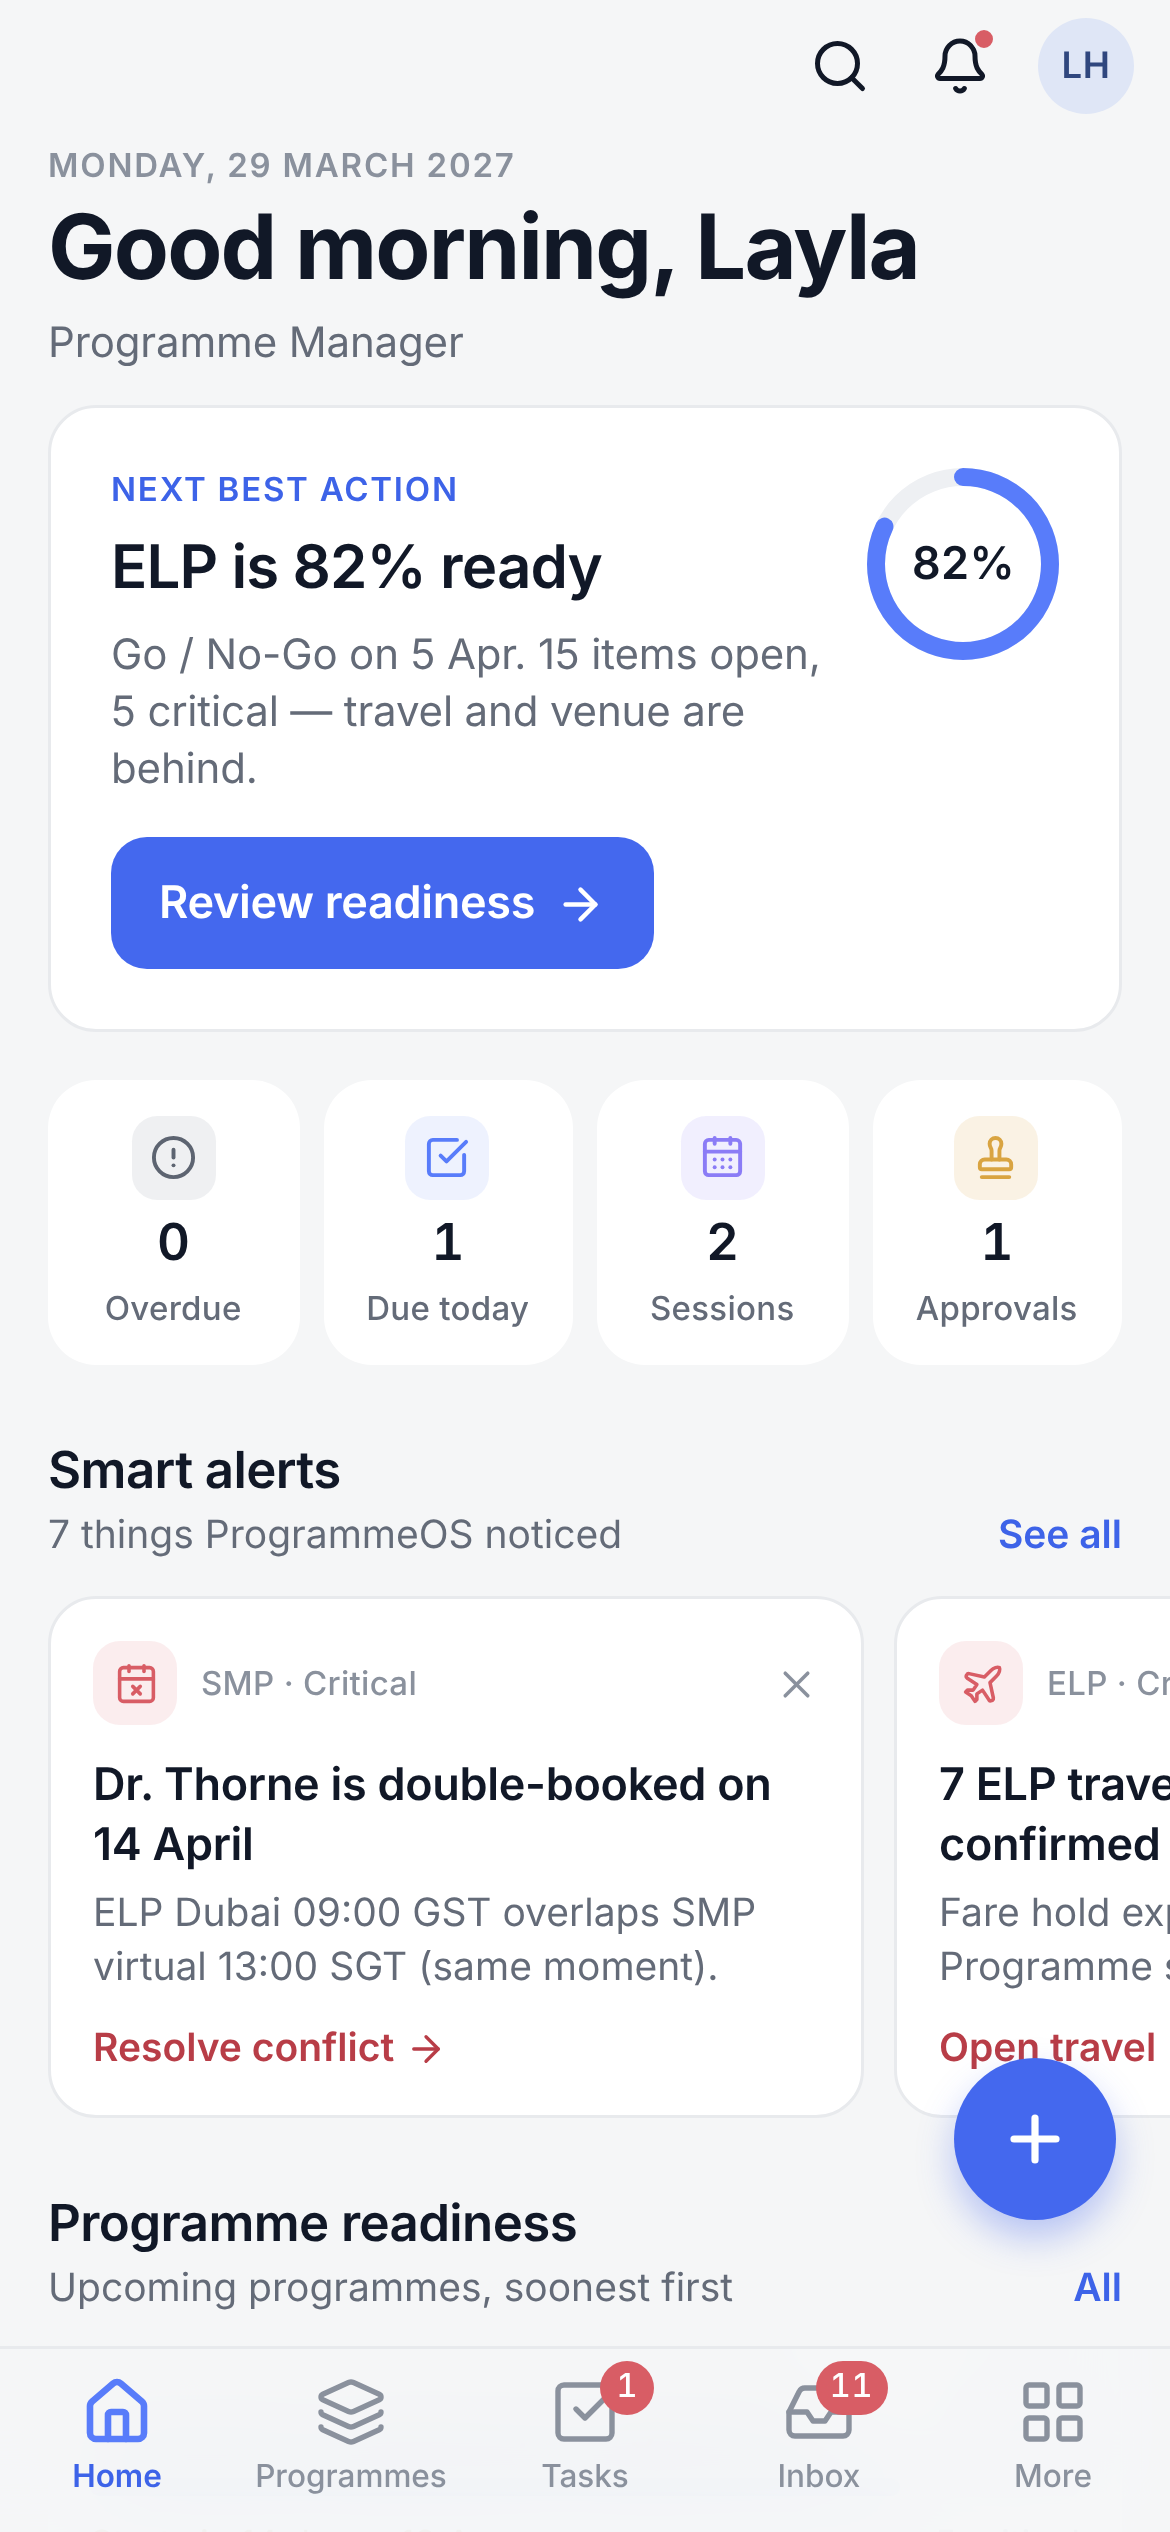 LH
MONDAY, 29 MARCH 2027
Good morning, Layla
Programme Manager
NEXT BEST ACTION
ELP is 82% ready
82%
Go / No-Go on 5 Apr. 15 items open,
5 critical — travel and venue are
behind.
Review readiness
0
Overdue
1
Due today
2
Sessions
1
Approvals
Smart alerts
7 things ProgrammeOS noticed
See all
SMP · Critical
Dr. Thorne is double-booked on
14 April
ELP Dubai 09:00 GST overlaps SMP
virtual 13:00 SGT (same moment).
Resolve conflict
ELP ·
7 ELP
confirmed
Fare hold
Programme
Open travel
Programme readiness
Upcoming programmes, soonest first
All
Home
Programmes
1
Tasks
11
Inbox
More